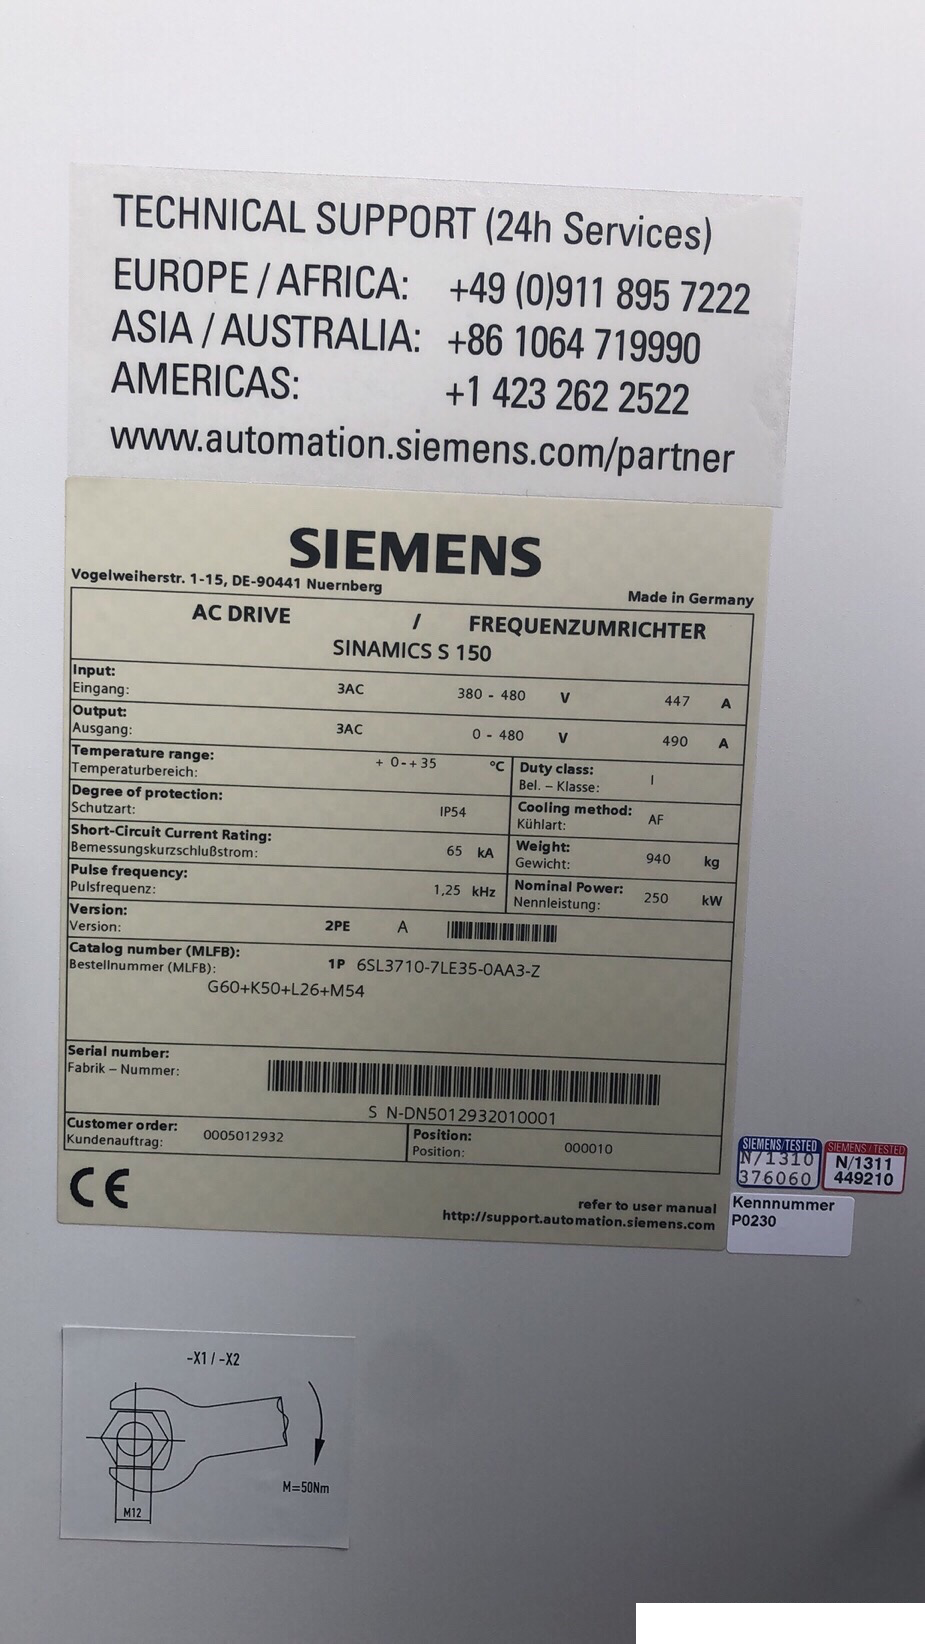 TECHNICAL SUPPORT (24h Services)
EUROPE / AFRICA: +49 (0)911 895 7222
ASIA / AUSTRALIA: +86 1064 719990
AMERICAS: +1 423 262 2522
www.automation.siemens.com/partner
SIEMENS
Vogelweiherstr. 1-15, DE-90441 Nuernberg
Made in Germany
AC DRIVE / FREQUENZUMRICHTER
SINAMICS S 150
Input:
Eingang: 3AC 380 - 480 V 447 A
Output:
Ausgang: 3AC 0 - 480 V 490 A
Temperature range:
Temperaturbereich: + 0-+35 °C
Duty class:
Bel. – Klasse: I
Degree of protection:
Schutzart: IP54
Cooling method:
Kühlart: AF
Short-Circuit Current Rating:
Bemessungskurzschlußstrom: 65 kA
Weight:
Gewicht: 940 kg
Pulse frequency:
Pulsfrequenz: 1,25 kHz
Nominal Power:
Nennleistung: 250 kW
Version:
Version: 2PE A
Catalog number (MLFB):
Bestellnummer (MLFB): 1P 6SL3710-7LE35-0AA3-Z
G60+K50+L26+M54
Serial number:
Fabrik – Nummer:
S N-DN5012932010001
Customer order:
Kundenauftrag: 0005012932
Position:
Position: 000010
CE
refer to user manual
http://support.automation.siemens.com
SIEMENS/TESTED
N/1310
376060
SIEMENS/TESTED
N/1311
449210
Kennnummer
P0230
-X1 / -X2
M=50Nm
M12